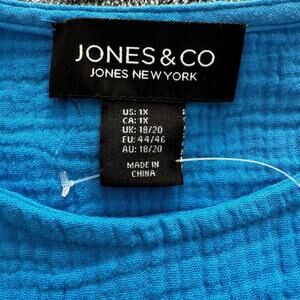 JONES & CO
JONES NEW YORK
US: 1X
CA: 1X
UK: 18/20
EU: 44/46
AU: 18/20
MADE IN
CHINA